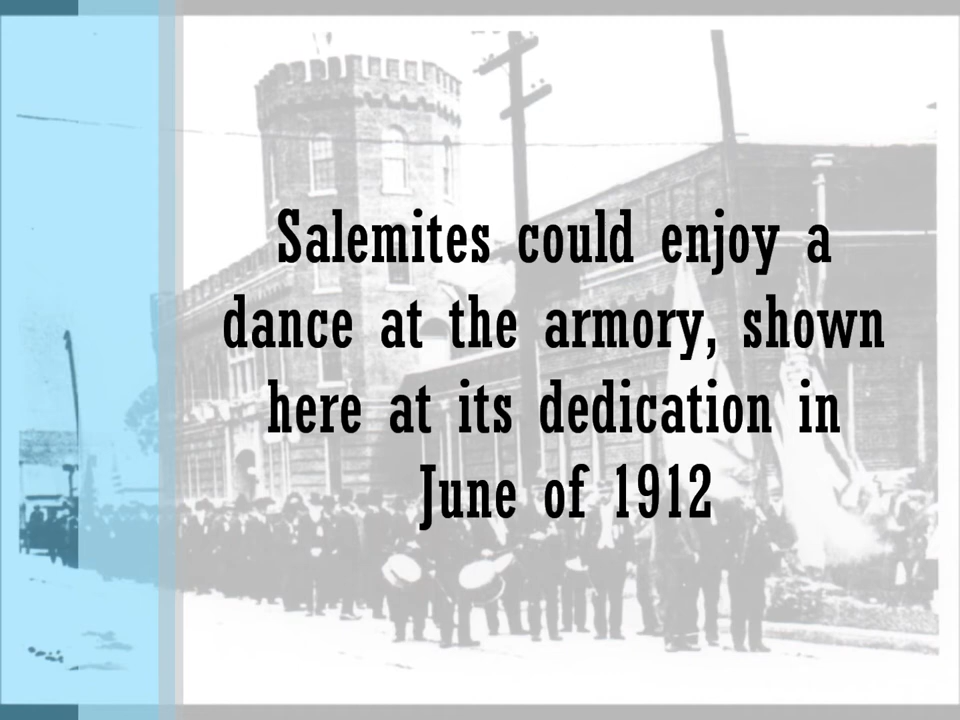 Salemites could enjoy a
dance at the armory, shown
here at its dedication in
June of 1912